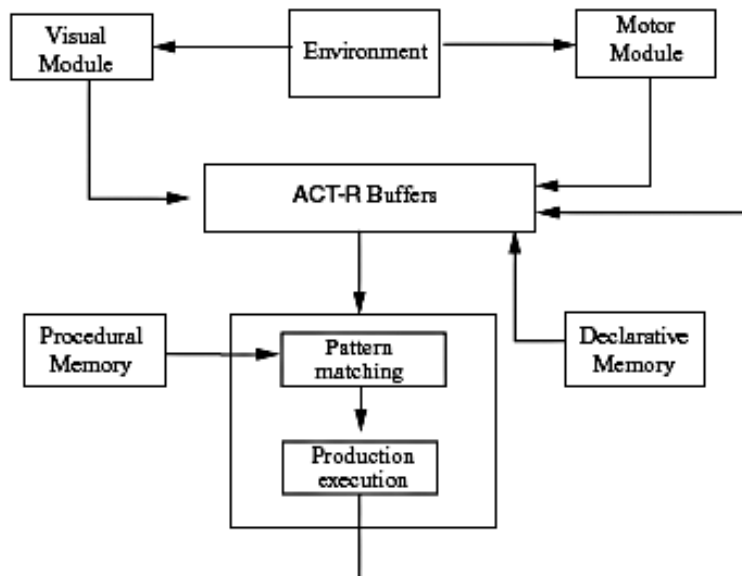 Visual
Module
Environment
Motor
Module
ACT-R Buffers
Procedural
Memory
Pattern
matching
Declarative
Memory
Production
execution